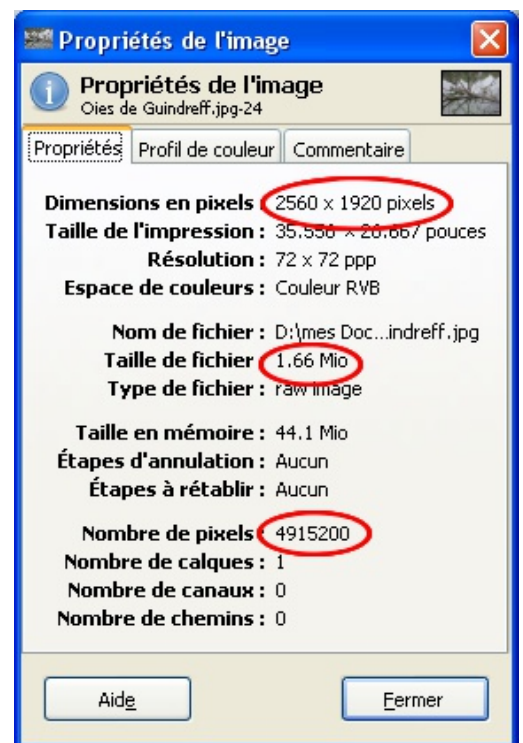 Propriétés de l'image
Propriétés de l'image
Oies de Guindreff.jpg-24
Propriétés Profil de couleur Commentaire
Dimensions en pixels : 2560 x 1920 pixels
Taille de l'impression : 35.556 × 26.667 pouces
Résolution : 72 x 72 ppp
Espace de couleurs : Couleur RVB
Nom de fichier : D:\mes Doc...indreff.jpg
Taille de fichier : 1.66 Mio
Type de fichier : raw image
Taille en mémoire : 44.1 Mio
Étapes d'annulation : Aucun
Étapes à rétablir : Aucun
Nombre de pixels : 4915200
Nombre de calques : 1
Nombre de canaux : 0
Nombre de chemins : 0
Aide Fermer